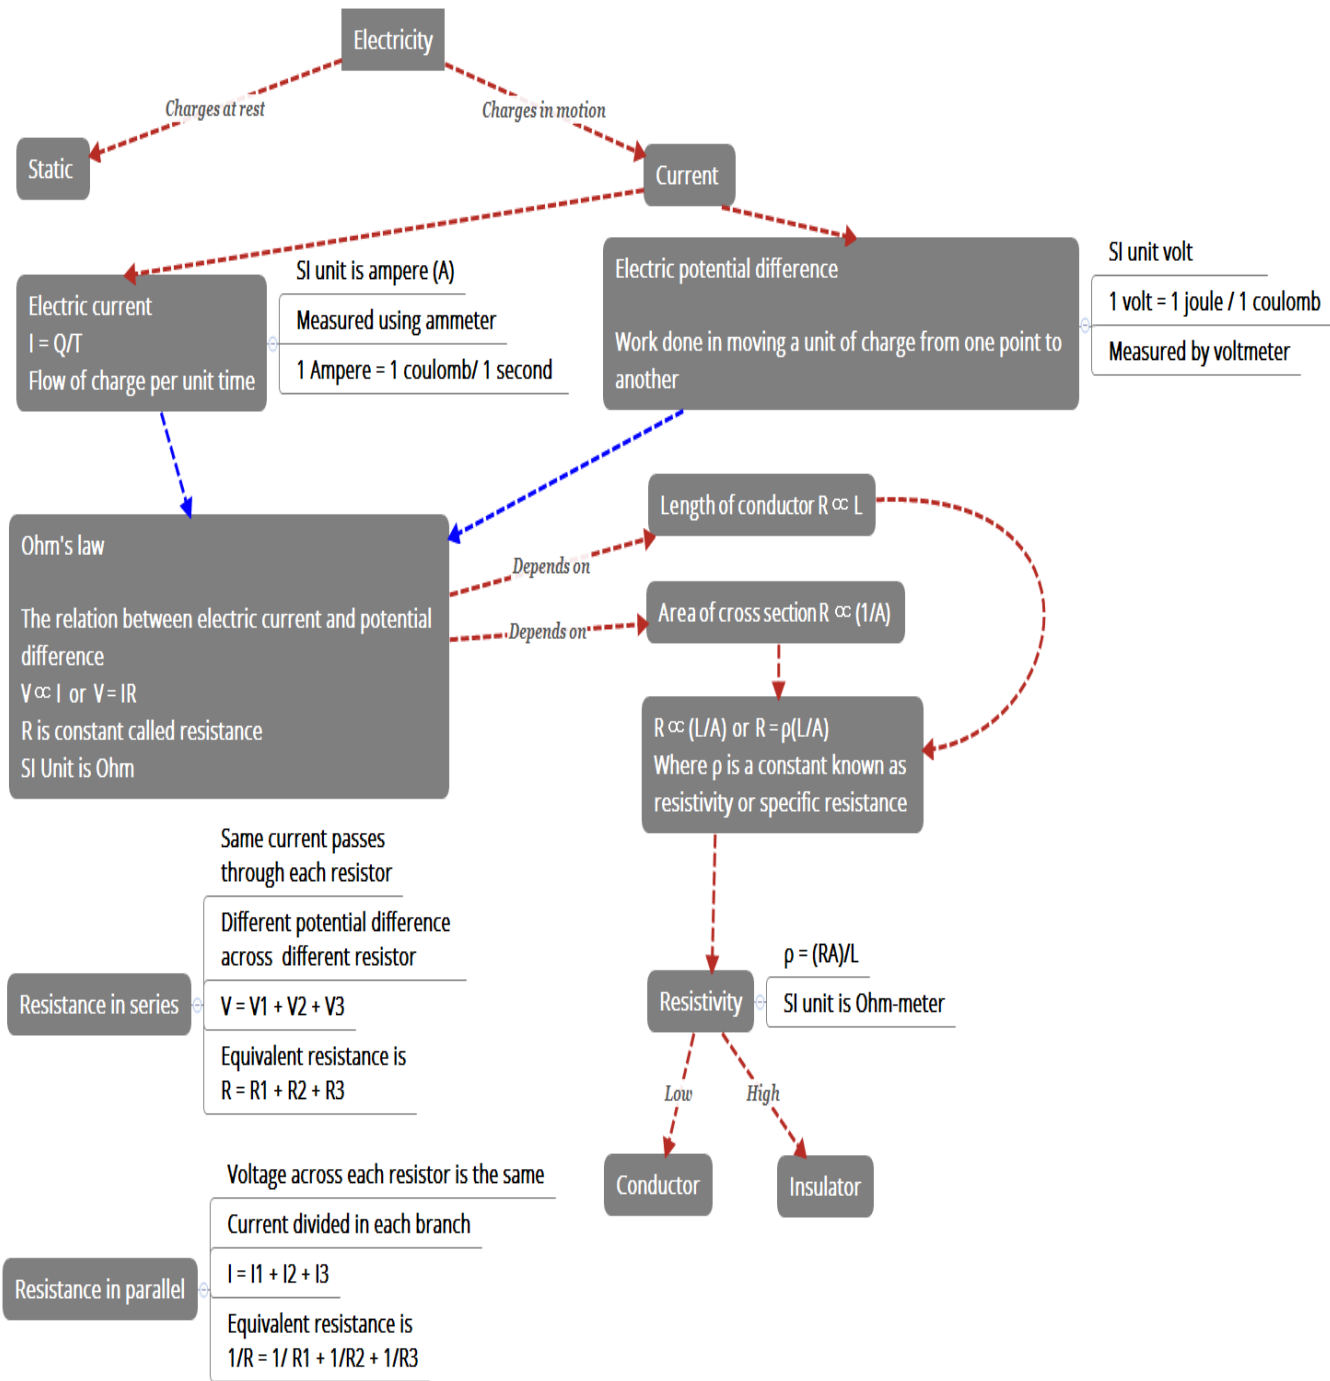 Electricity
Charges at rest
Charges in motion
Static
Current
Electric current
I = Q/T
Flow of charge per unit time
SI unit is ampere (A)
Measured using ammeter
1 Ampere = 1 coulomb/ 1 second
Electric potential difference
Work done in moving a unit of charge from one point to
another
SI unit volt
1 volt = 1 joule / 1 coulomb
Measured by voltmeter
Ohm's law
The relation between electric current and potential
difference
V ∝ I or V = IR
R is constant called resistance
SI Unit is Ohm
Depends on
Length of conductor R ∝ L
Depends on
Area of cross section R ∝ (1/A)
R ∝ (L/A) or R = ρ(L/A)
Where ρ is a constant known as
resistivity or specific resistance
Resistivity
ρ = (RA)/L
SI unit is Ohm-meter
Low
High
Conductor
Insulator
Resistance in series
Same current passes
through each resistor
Different potential difference
across different resistor
V = V1 + V2 + V3
Equivalent resistance is
R = R1 + R2 + R3
Resistance in parallel
Voltage across each resistor is the same
Current divided in each branch
I = I1 + I2 + I3
Equivalent resistance is
1/R = 1/ R1 + 1/R2 + 1/R3